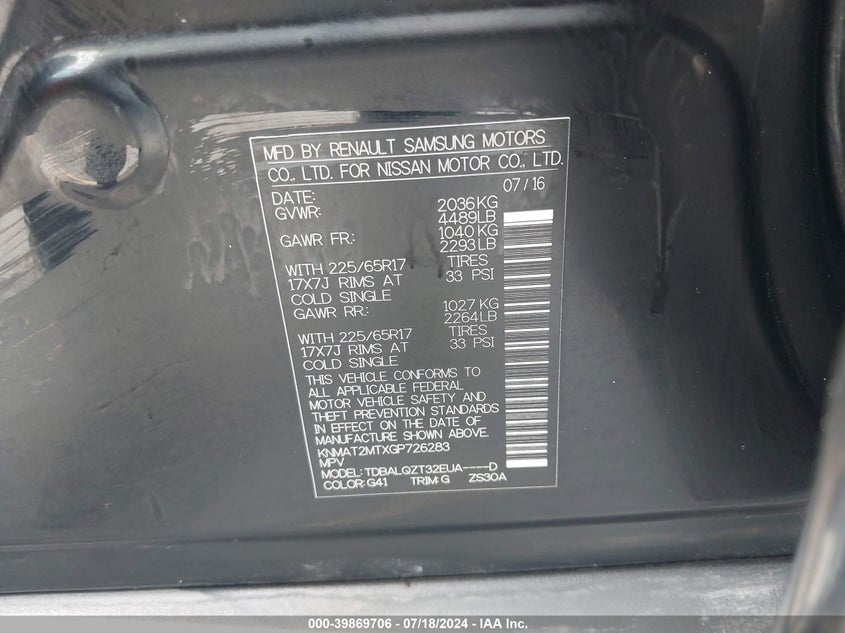 MFD BY RENAULT SAMSUNG MOTORS
CO., LTD. FOR NISSAN MOTOR CO., LTD.
DATE: 07/16
GVWR: 2036KG
4489LB
GAWR FR.: 1040KG
2293LB
WITH 225/65R17 TIRES
17X7J RIMS AT 33 PSI
COLD SINGLE
GAWR RR.: 1027KG
2264LB
WITH 225/65R17 TIRES
17X7J RIMS AT 33 PSI
COLD SINGLE
THIS VEHICLE CONFORMS TO
ALL APPLICABLE FEDERAL
MOTOR VEHICLE SAFETY AND
THEFT PREVENTION STANDARDS
IN EFFECT ON THE DATE OF
MANUFACTURE SHOWN ABOVE.
KNMAT2MTXGP726283
MPV
MODEL:TDBALQZT32EUA----D
COLOR:G41 TRIM:G ZS30A
000-39869706 - 07/18/2024 - IAA Inc.